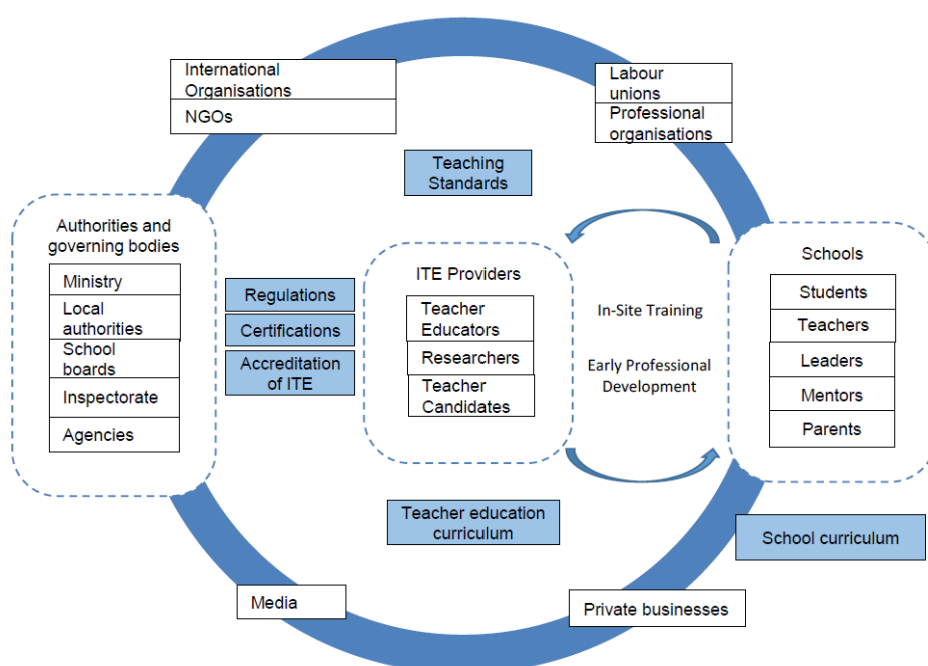 International
Organisations
NGOs
Labour
unions
Professional
organisations
Teaching
Standards
Authorities and
governing bodies
Ministry
Local
authorities
School
boards
Inspectorate
Agencies
Regulations
Certifications
Accreditation
of ITE
ITE Providers
Teacher
Educators
Researchers
Teacher
Candidates
In-Site Training
Early Professional
Development
Schools
Students
Teachers
Leaders
Mentors
Parents
Teacher education
curriculum
School curriculum
Media
Private businesses